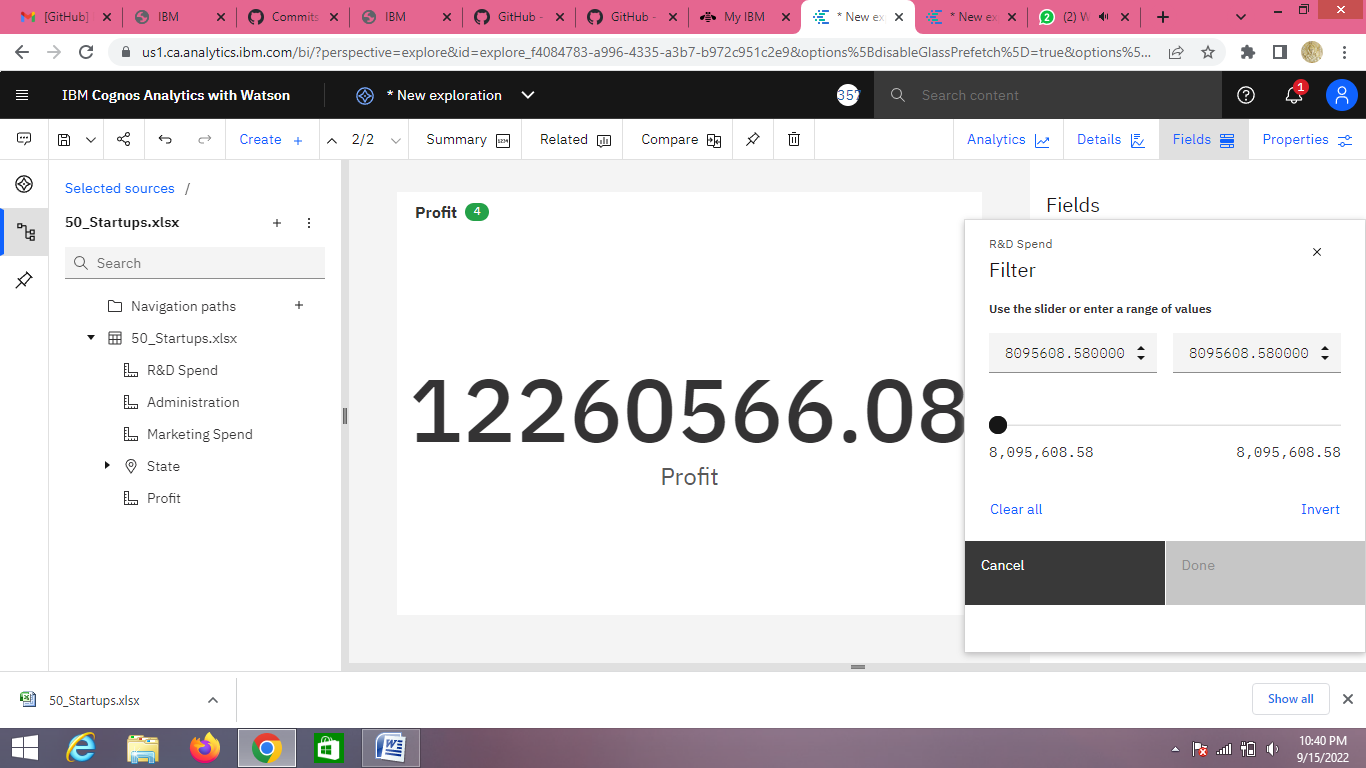 [GitHub]
IBM
Commits
IBM
GitHub -
GitHub -
My IBM
* New ex
* New ex
2 (2) W
us1.ca.analytics.ibm.com/bi/?perspective=explore&id=explore_f4084783-a996-4335-a3b7-b972c951c2e9&options%5BdisableGlassPrefetch%5D=true&options%5...
IBM Cognos Analytics with Watson
* New exploration
357
Search content
1
Create +
2/2
Summary
Related
Compare
Analytics
Details
Fields
Properties
Selected sources /
50_Startups.xlsx
Search
Navigation paths
50_Startups.xlsx
R&D Spend
Administration
Marketing Spend
State
Profit
Profit 4
12260566.08
Profit
Fields
R&D Spend
Filter
Use the slider or enter a range of values
8095608.580000
8095608.580000
8,095,608.58
8,095,608.58
Clear all
Invert
Cancel
Done
50_Startups.xlsx
Show all
10:40 PM
9/15/2022